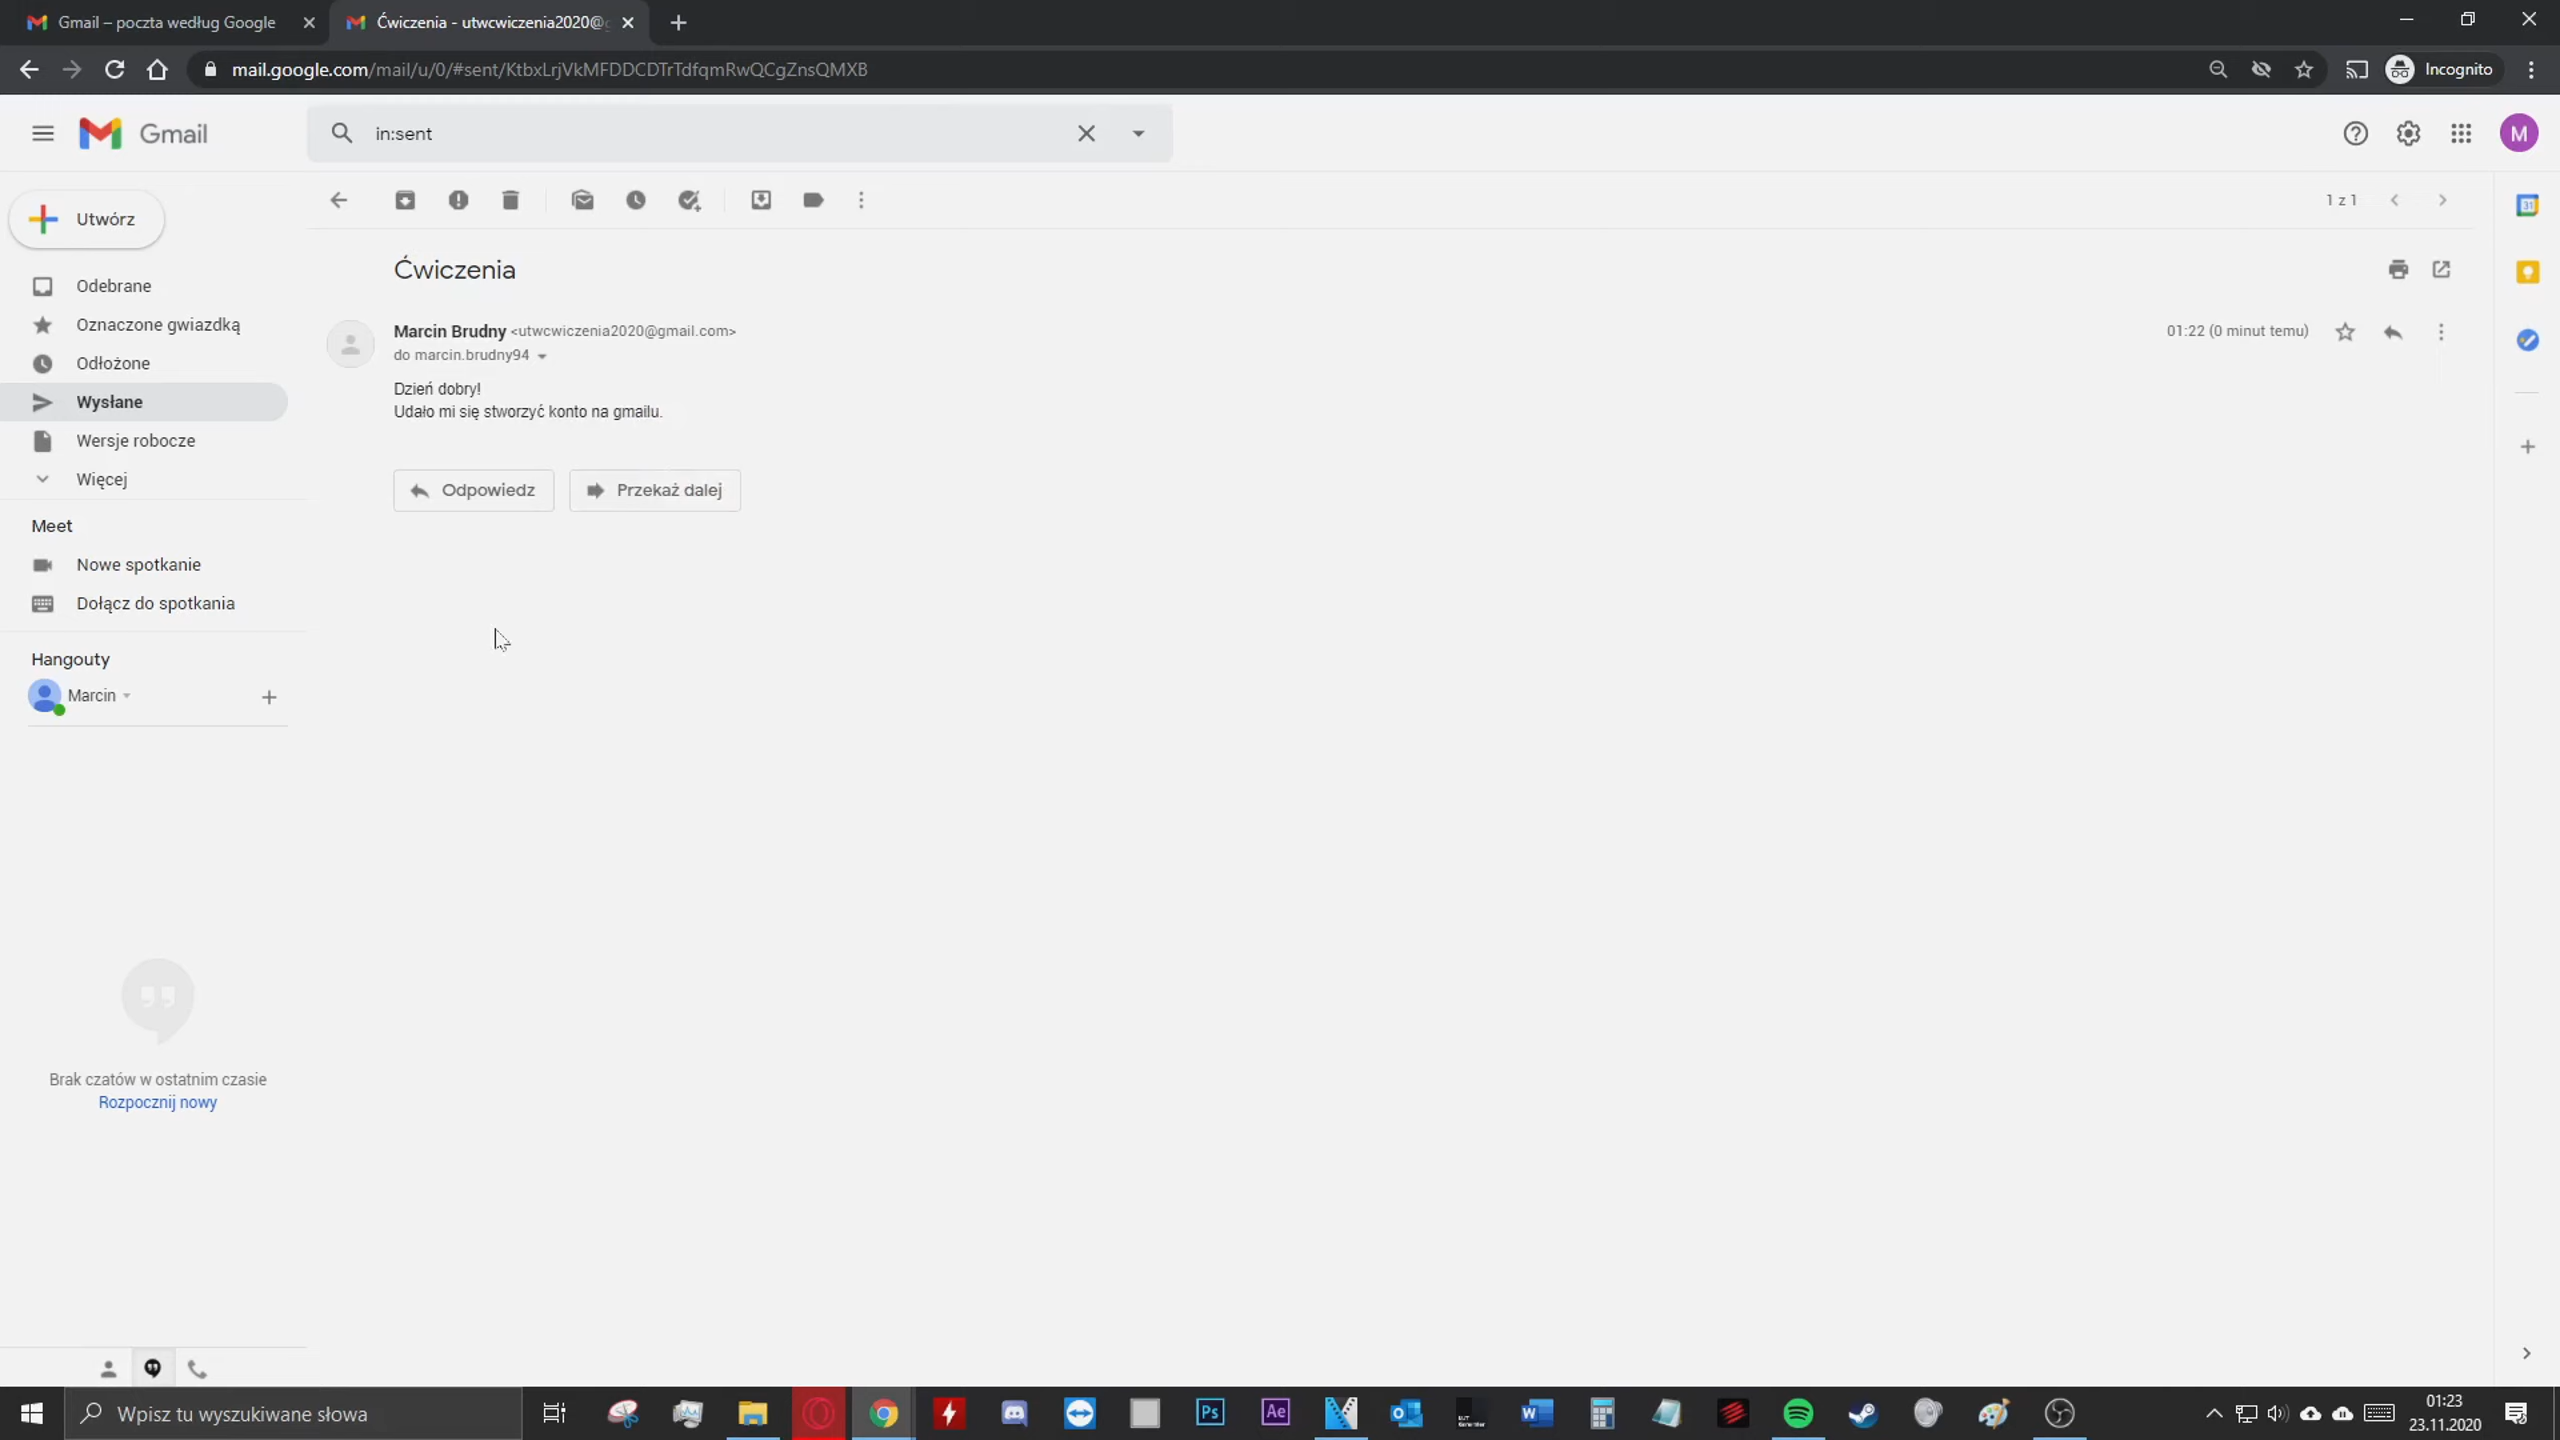 Gmail – poczta według Google
Ćwiczenia - utwcwiczenia2020@g
mail.google.com/mail/u/0/#sent/KtbxLrjVkMFDDCDTrTdfqmRwQCgZnsQMXB
Incognito
Gmail
in:sent
M
Utwórz
1 z 1
31
Ćwiczenia
Odebrane
Oznaczone gwiazdką
Odłożone
Wysłane
Wersje robocze
Więcej
Marcin Brudny <utwcwiczenia2020@gmail.com>
01:22 (0 minut temu)
do marcin.brudny94
Dzień dobry!
Udało mi się stworzyć konto na gmailu.
Odpowiedz
Przekaż dalej
Meet
Nowe spotkanie
Dołącz do spotkania
Hangouty
Marcin
Brak czatów w ostatnim czasie
Rozpocznij nowy
Wpisz tu wyszukiwane słowa
Ps
Ae
01:23
23.11.2020